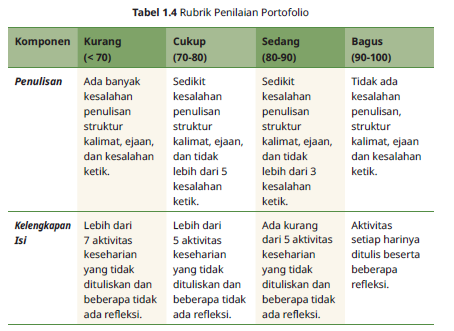 Tabel 1.4 Rubrik Penilaian Portofolio
Komponen
Kurang
(< 70)
Cukup
(70-80)
Sedang
(80-90)
Bagus
(90-100)
Penulisan
Ada banyak
kesalahan
penulisan
struktur
kalimat, ejaan,
dan kesalahan
ketik.
Sedikit
kesalahan
penulisan
struktur
kalimat, ejaan,
dan tidak
lebih dari 5
kesalahan
ketik.
Sedikit
kesalahan
penulisan
struktur
kalimat, ejaan,
dan tidak
lebih dari 3
kesalahan
ketik.
Tidak ada
kesalahan
penulisan,
struktur
kalimat, ejaan
dan kesalahan
ketik.
Kelengkapan
Isi
Lebih dari
7 aktivitas
keseharian
yang tidak
dituliskan dan
beberapa tidak
ada refleksi.
Lebih dari
5 aktivitas
keseharian
yang tidak
dituliskan dan
beberapa tidak
ada refleksi.
Ada kurang
dari 5 aktivitas
keseharian
yang tidak
dituliskan dan
beberapa tidak
ada refleksi.
Aktivitas
setiap harinya
ditulis beserta
beberapa
refleksi.